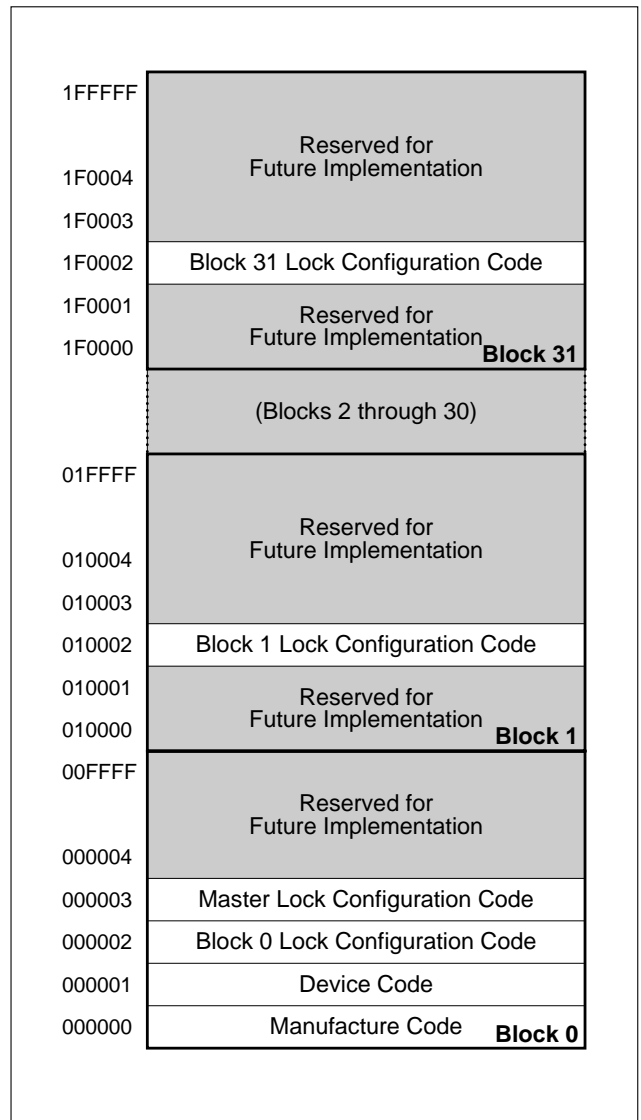 1FFFFF
Reserved for
Future Implementation
1F0004
1F0003
1F0002 Block 31 Lock Configuration Code
1F0001
Reserved for
Future Implementation
1F0000
Block 31
(Blocks 2 through 30)
01FFFF
Reserved for
Future Implementation
010004
010003
010002 Block 1 Lock Configuration Code
010001
Reserved for
Future Implementation
010000
Block 1
00FFFF
Reserved for
Future Implementation
000004
000003 Master Lock Configuration Code
000002 Block 0 Lock Configuration Code
000001 Device Code
000000 Manufacture Code Block 0